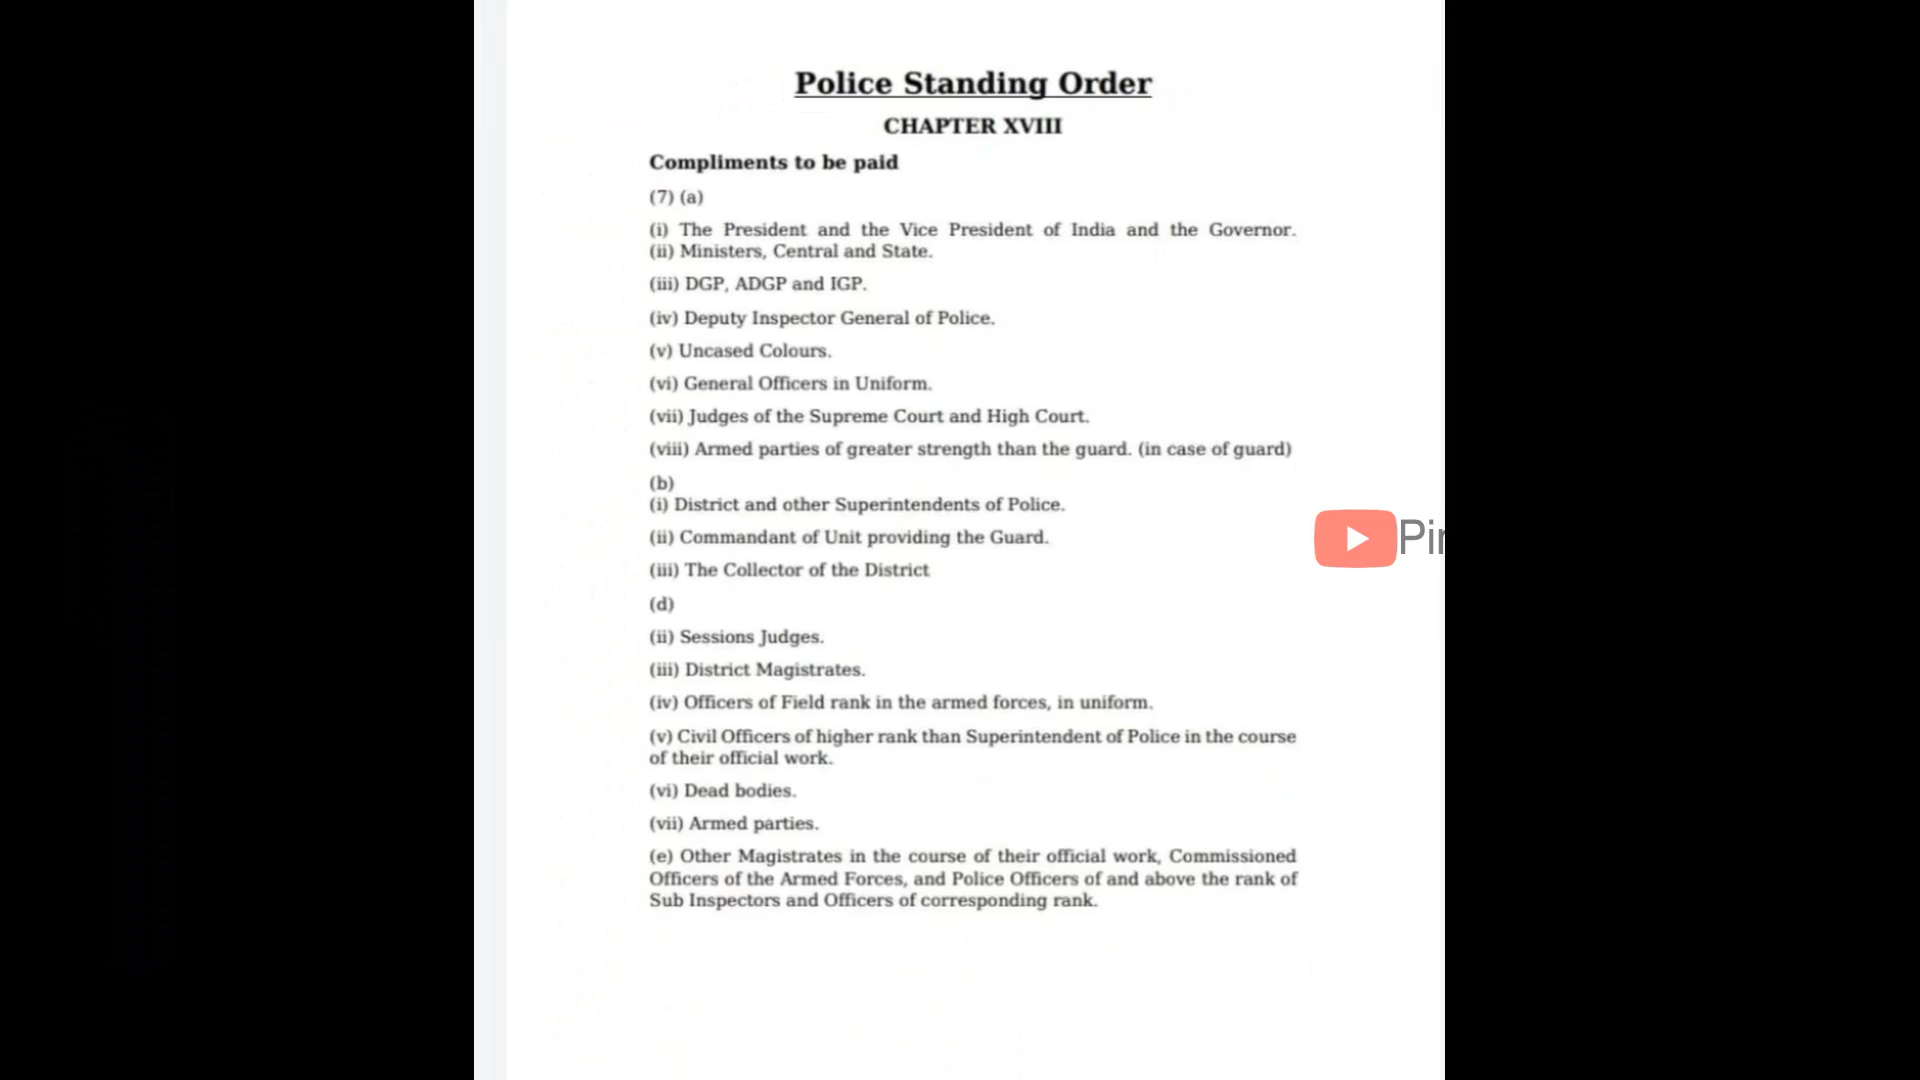 Police Standing Order
CHAPTER XVIII
Compliments to be paid
(7) (a)
(i) The President and the Vice President of India and the Governor.
(ii) Ministers, Central and State.
(iii) DGP, ADGP and IGP.
(iv) Deputy Inspector General of Police.
(v) Uncased Colours.
(vi) General Officers in Uniform.
(vii) Judges of the Supreme Court and High Court.
(viii) Armed parties of greater strength than the guard. (in case of guard)
(b)
(i) District and other Superintendents of Police.
(ii) Commandant of Unit providing the Guard.
(iii) The Collector of the District
(d)
(ii) Sessions Judges.
(iii) District Magistrates.
(iv) Officers of Field rank in the armed forces, in uniform.
(v) Civil Officers of higher rank than Superintendent of Police in the course
of their official work.
(vi) Dead bodies.
(vii) Armed parties.
(e) Other Magistrates in the course of their official work, Commissioned
Officers of the Armed Forces, and Police Officers of and above the rank of
Sub Inspectors and Officers of corresponding rank.